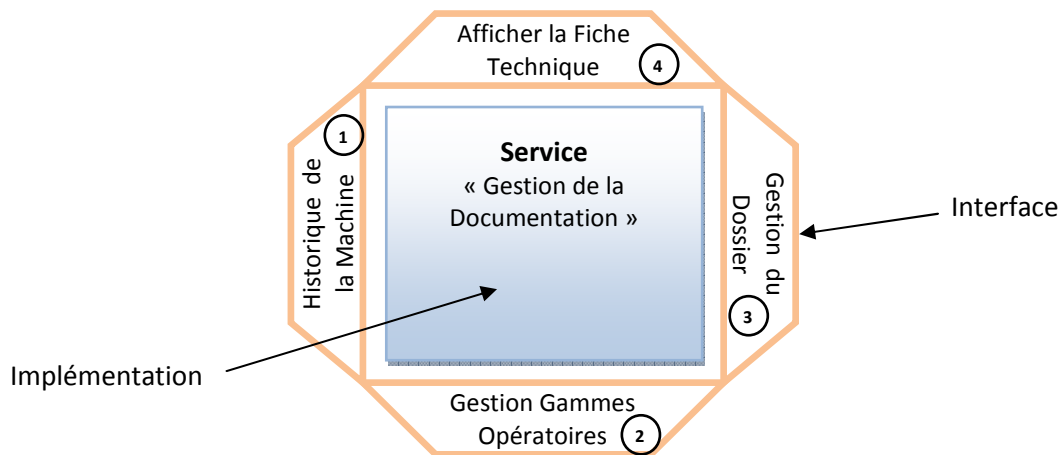 Afficher la Fiche
Technique
4
1
Historique de
la Machine
Service
« Gestion de la
Documentation »
Gestion du
Dossier
3
Interface
Implémentation
Gestion Gammes
Opératoires
2